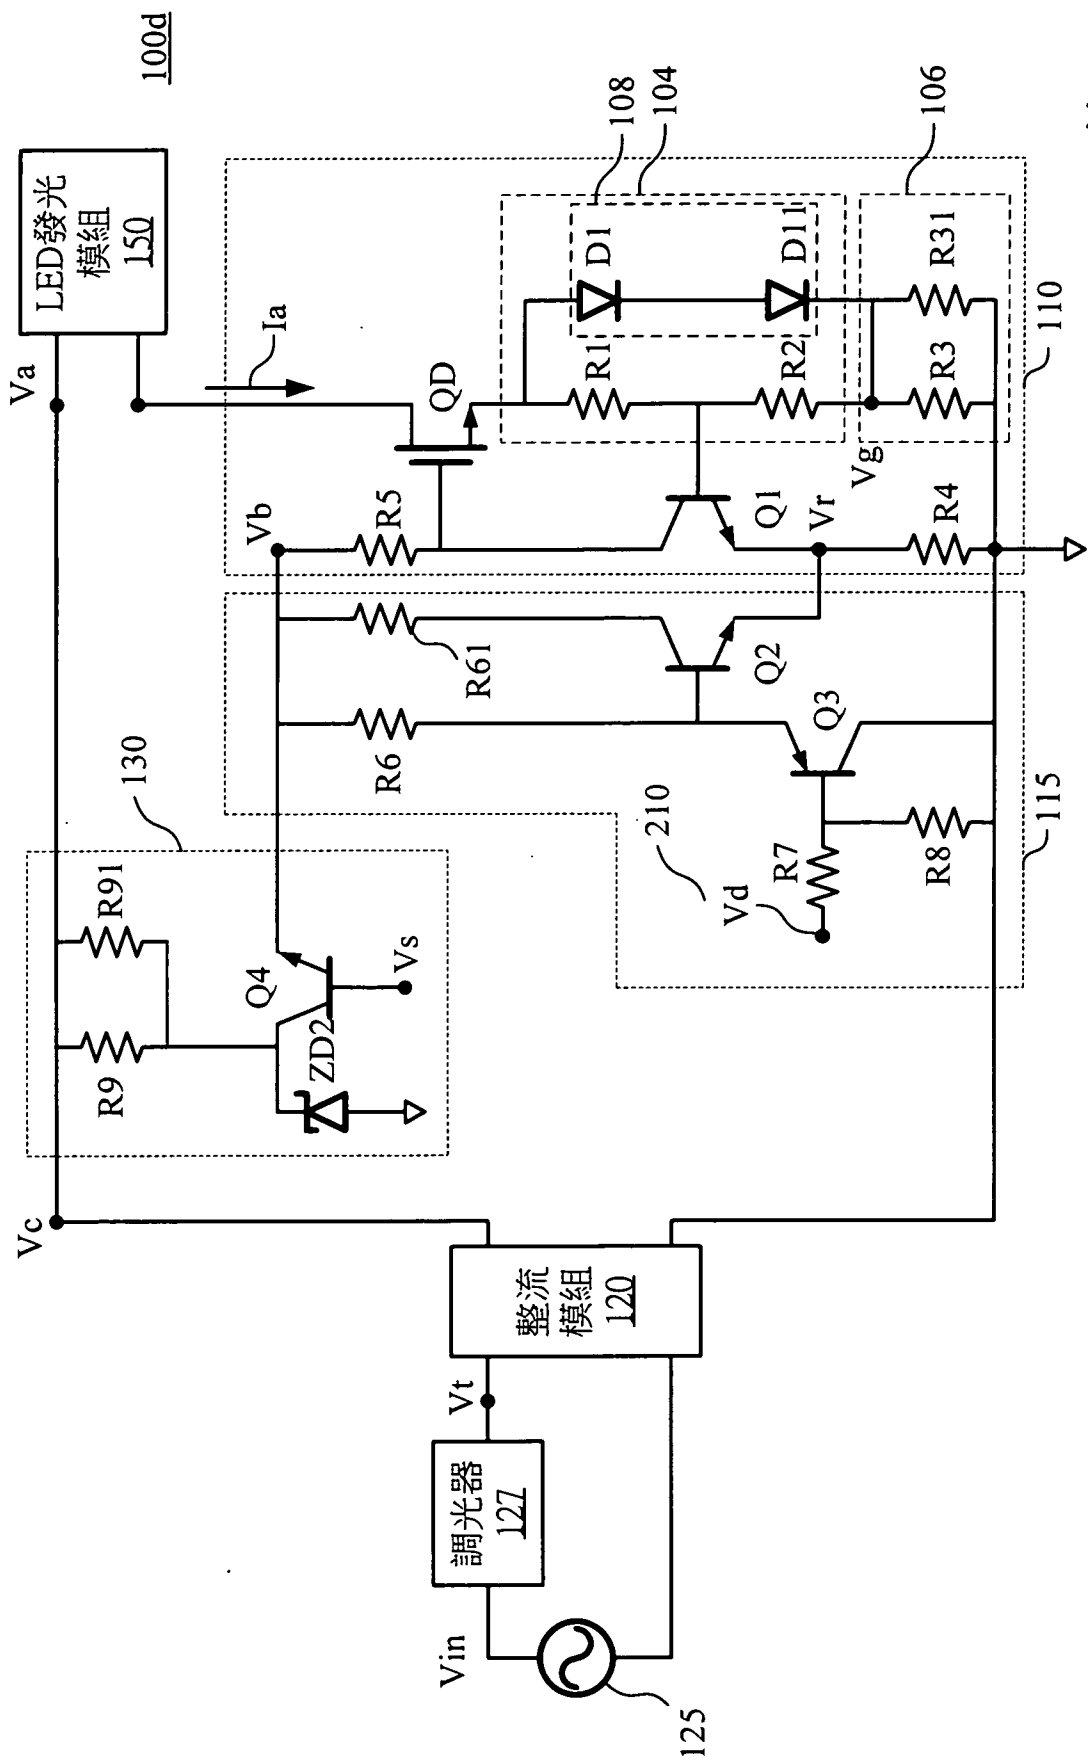 100d
LED發光
模組
150
Va
Ia
Vc
130
R9
R91
Q4
ZD2
Vs
Vb
R5
QD
R6
R61
108
104
106
R1
D1
R2
D11
Q1
Q2
Q3
Vr
Vg
R3
R31
R4
110
210
Vd
R7
R8
115
整流
模組
120
Vt
調光器
127
Vin
125